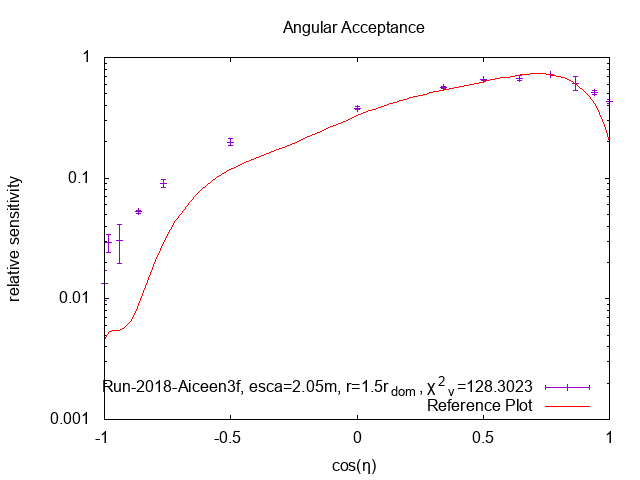 Angular Acceptance
1
0.1
0.01
0.001
relative sensitivity
Run-2018-Aiceen3f, esca=2.05m, r=1.5r_dom, χ²_v=128.3023
Reference Plot
-1 -0.5 0 0.5 1
cos(η)